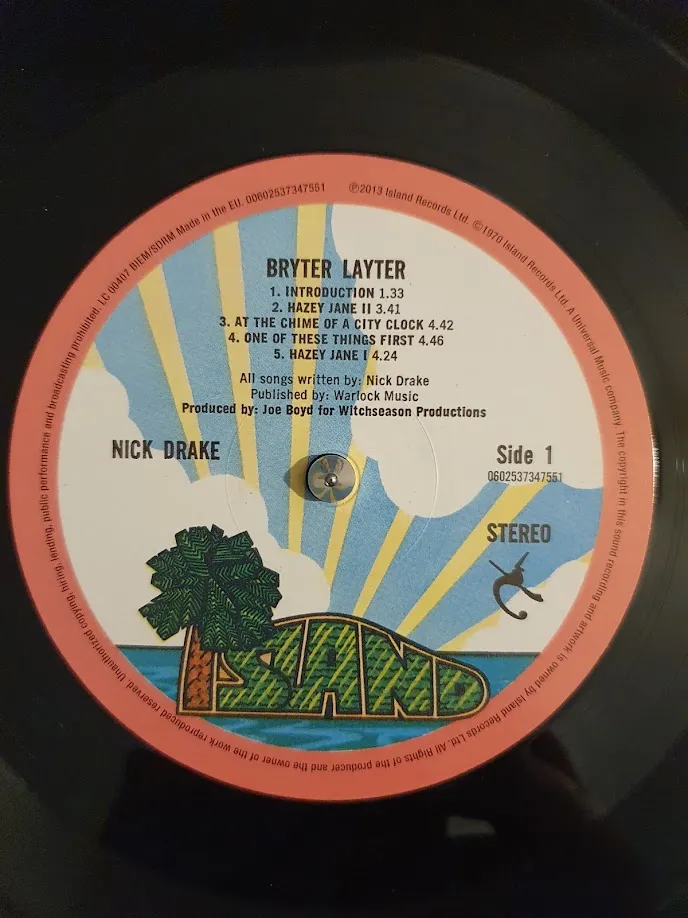 BRYTER LAYTER
1. INTRODUCTION 1.33
2. HAZEY JANE II 3.41
3. AT THE CHIME OF A CITY CLOCK 4.42
4. ONE OF THESE THINGS FIRST 4.46
5. HAZEY JANE I 4.24
All songs written by: Nick Drake
Published by: Warlock Music
Produced by: Joe Boyd for Witchseason Productions
NICK DRAKE
Side 1
0602537347551
STEREO
ISLAND
℗2013 Island Records Ltd. ©1970 Island Records Ltd. A Universal Music company. The copyright in this sound recording and artwork is owned by Island Records Ltd. All Rights of the producer and the owner of the work reproduced reserved. Unauthorized copying, hiring, lending, public performance and broadcasting prohibited. LC 00407 BIEM/SDRM Made in the EU. 00602537347551